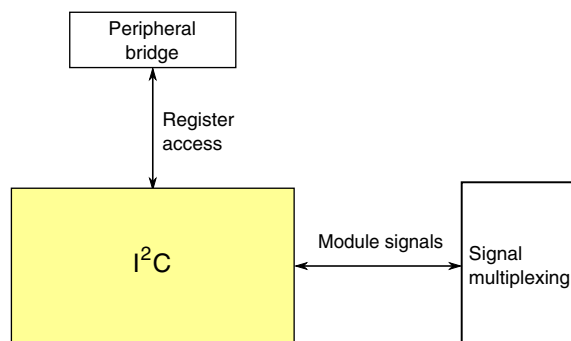 Peripheral
bridge
Register
access
I²C
Module signals
Signal
multiplexing